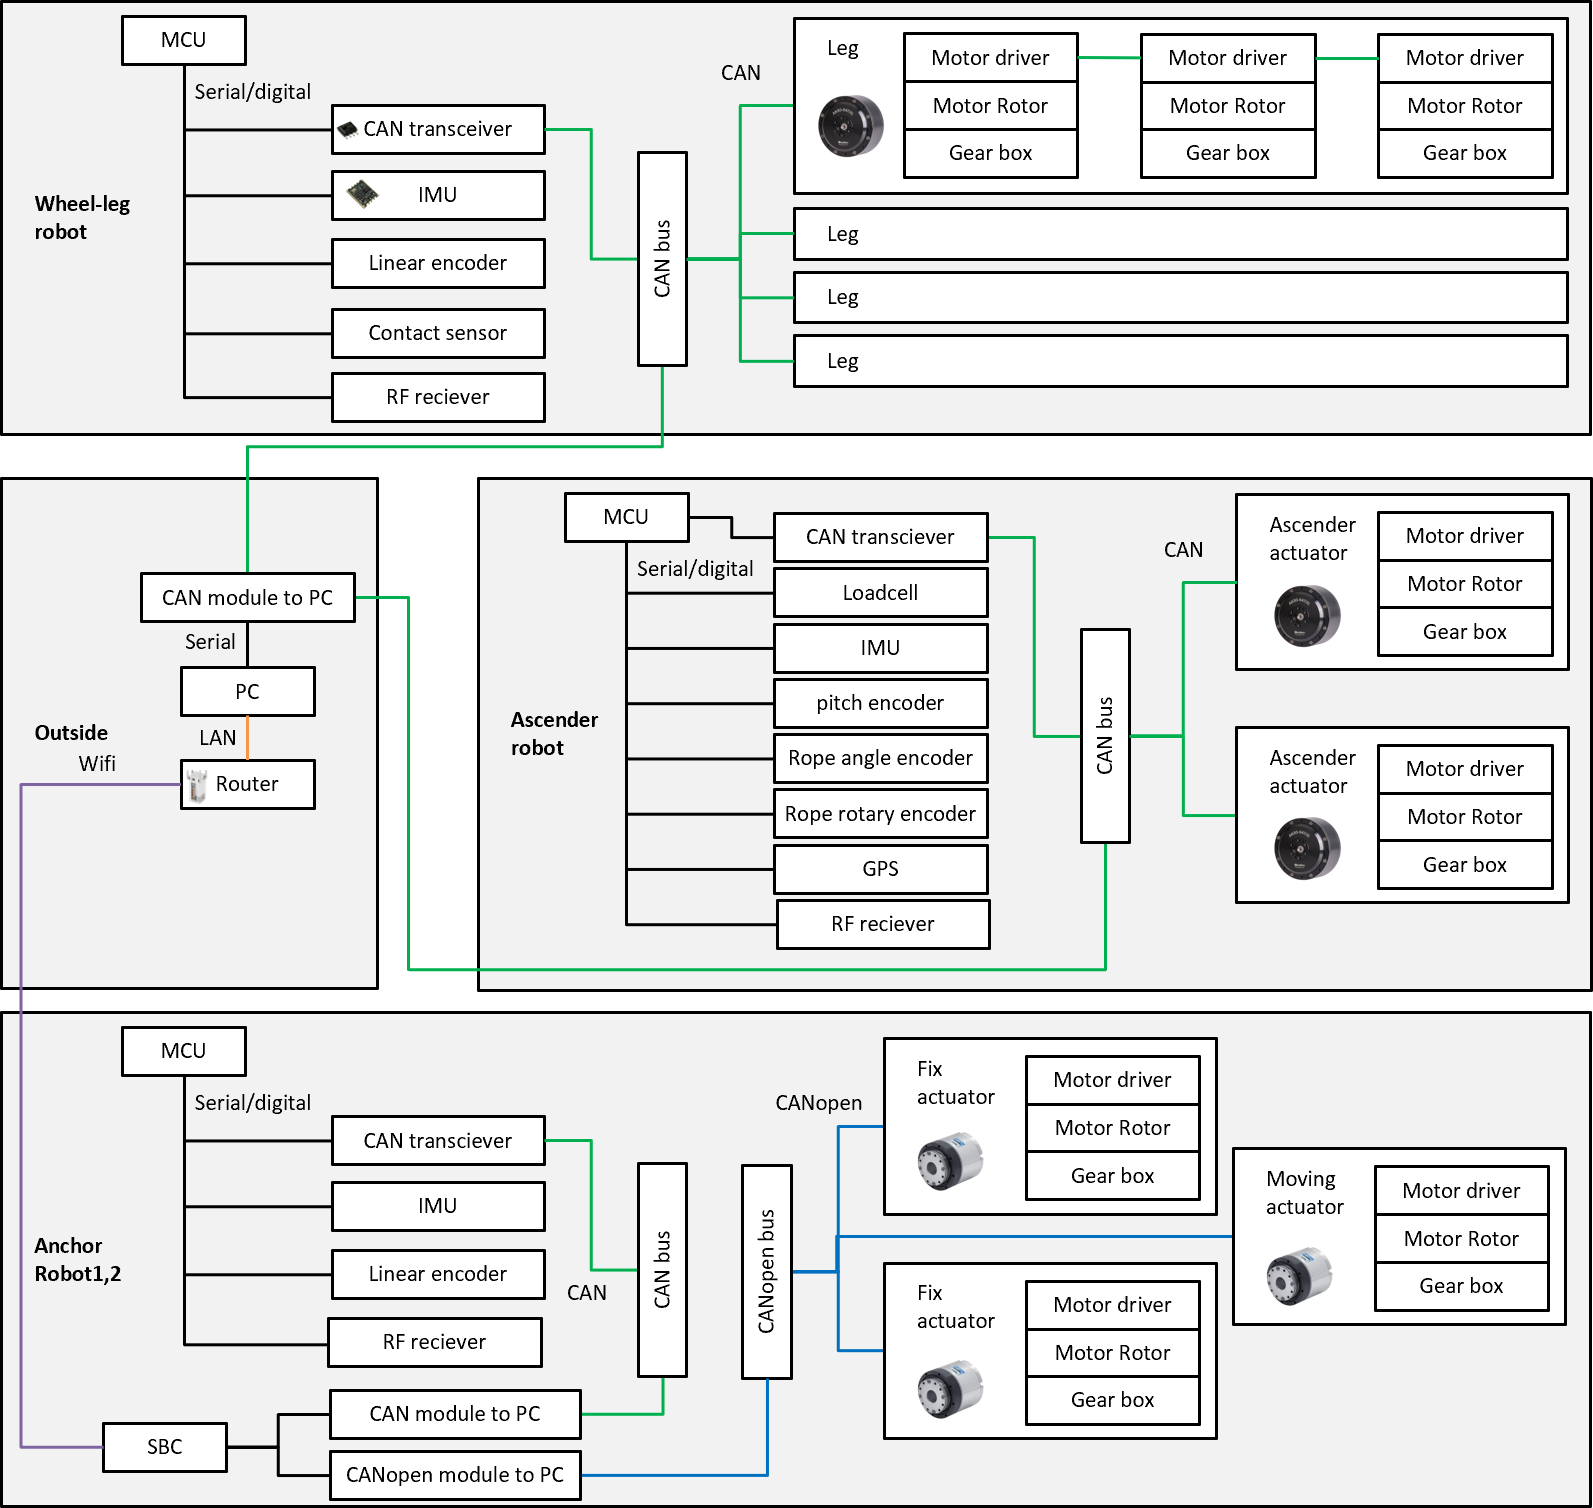 MCU
Serial/digital
CAN transceiver
IMU
Linear encoder
Contact sensor
RF reciever
Wheel-leg
robot
CAN bus
CAN
Leg
Motor driver
Motor Rotor
Gear box
Motor driver
Motor Rotor
Gear box
Motor driver
Motor Rotor
Gear box
Leg
Leg
Leg
CAN module to PC
Serial
PC
LAN
Outside
Wifi
Router
MCU
Serial/digital
CAN transciever
Loadcell
IMU
pitch encoder
Rope angle encoder
Rope rotary encoder
GPS
RF reciever
Ascender
robot
CAN bus
CAN
Ascender
actuator
Motor driver
Motor Rotor
Gear box
Ascender
actuator
Motor driver
Motor Rotor
Gear box
MCU
Serial/digital
CAN transciever
IMU
Linear encoder
RF reciever
Anchor
Robot1,2
CAN
CAN bus
SBC
CAN module to PC
CANopen module to PC
CANopen bus
CANopen
Fix
actuator
Motor driver
Motor Rotor
Gear box
Moving
actuator
Motor driver
Motor Rotor
Gear box
Fix
actuator
Motor driver
Motor Rotor
Gear box